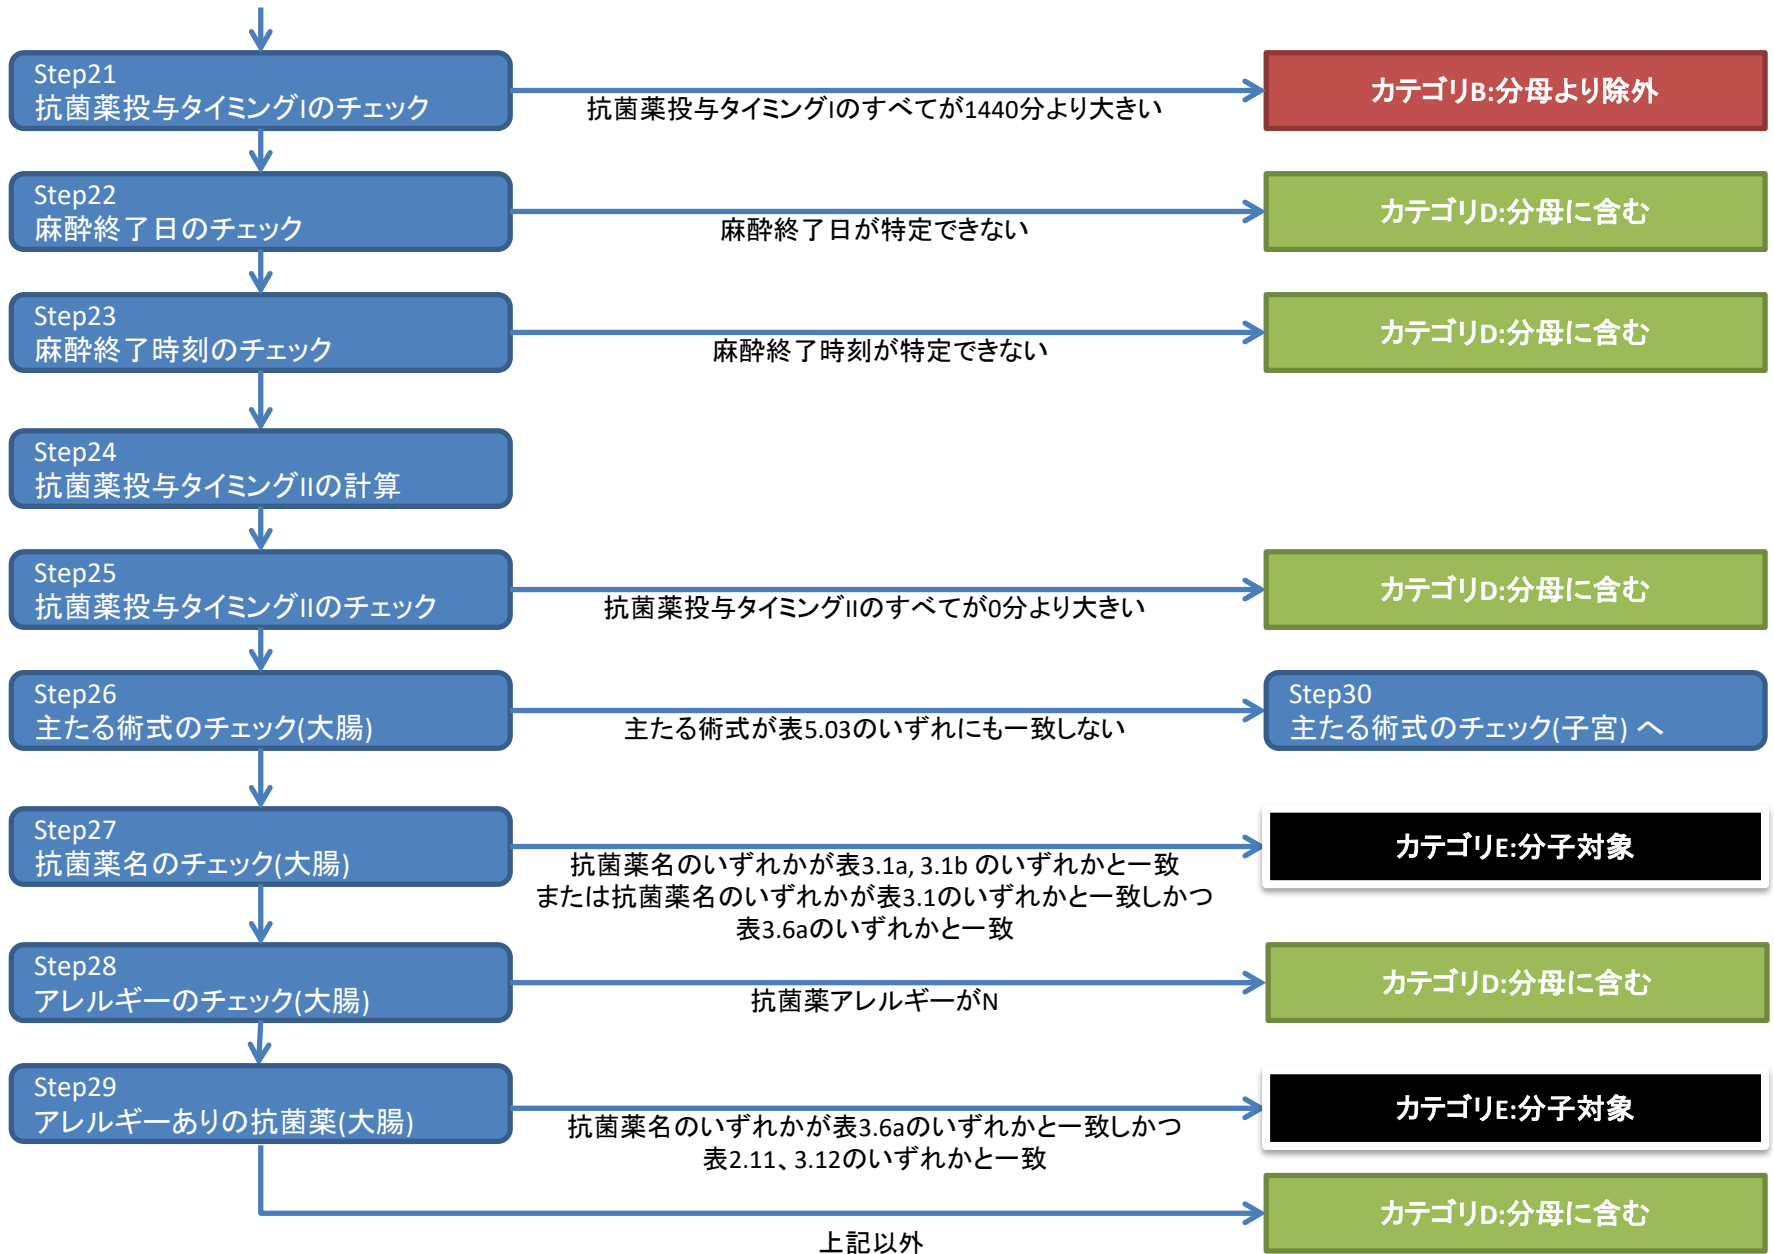 Step21
抗菌薬投与タイミングIのチェック
抗菌薬投与タイミングIのすべてが1440分より大きい
カテゴリB:分母より除外
Step22
麻酔終了日のチェック
麻酔終了日が特定できない
カテゴリD:分母に含む
Step23
麻酔終了時刻のチェック
麻酔終了時刻が特定できない
カテゴリD:分母に含む
Step24
抗菌薬投与タイミングIIの計算
Step25
抗菌薬投与タイミングIIのチェック
抗菌薬投与タイミングIIのすべてが0分より大きい
カテゴリD:分母に含む
Step26
主たる術式のチェック(大腸)
主たる術式が表5.03のいずれにも一致しない
Step30
主たる術式のチェック(子宮) へ
Step27
抗菌薬名のチェック(大腸)
抗菌薬名のいずれかが表3.1a, 3.1b のいずれかと一致
または抗菌薬名のいずれかが表3.1のいずれかと一致しかつ
表3.6aのいずれかと一致
カテゴリE:分子対象
Step28
アレルギーのチェック(大腸)
抗菌薬アレルギーがN
カテゴリD:分母に含む
Step29
アレルギーありの抗菌薬(大腸)
抗菌薬名のいずれかが表3.6aのいずれかと一致しかつ
表2.11、3.12のいずれかと一致
カテゴリE:分子対象
上記以外
カテゴリD:分母に含む